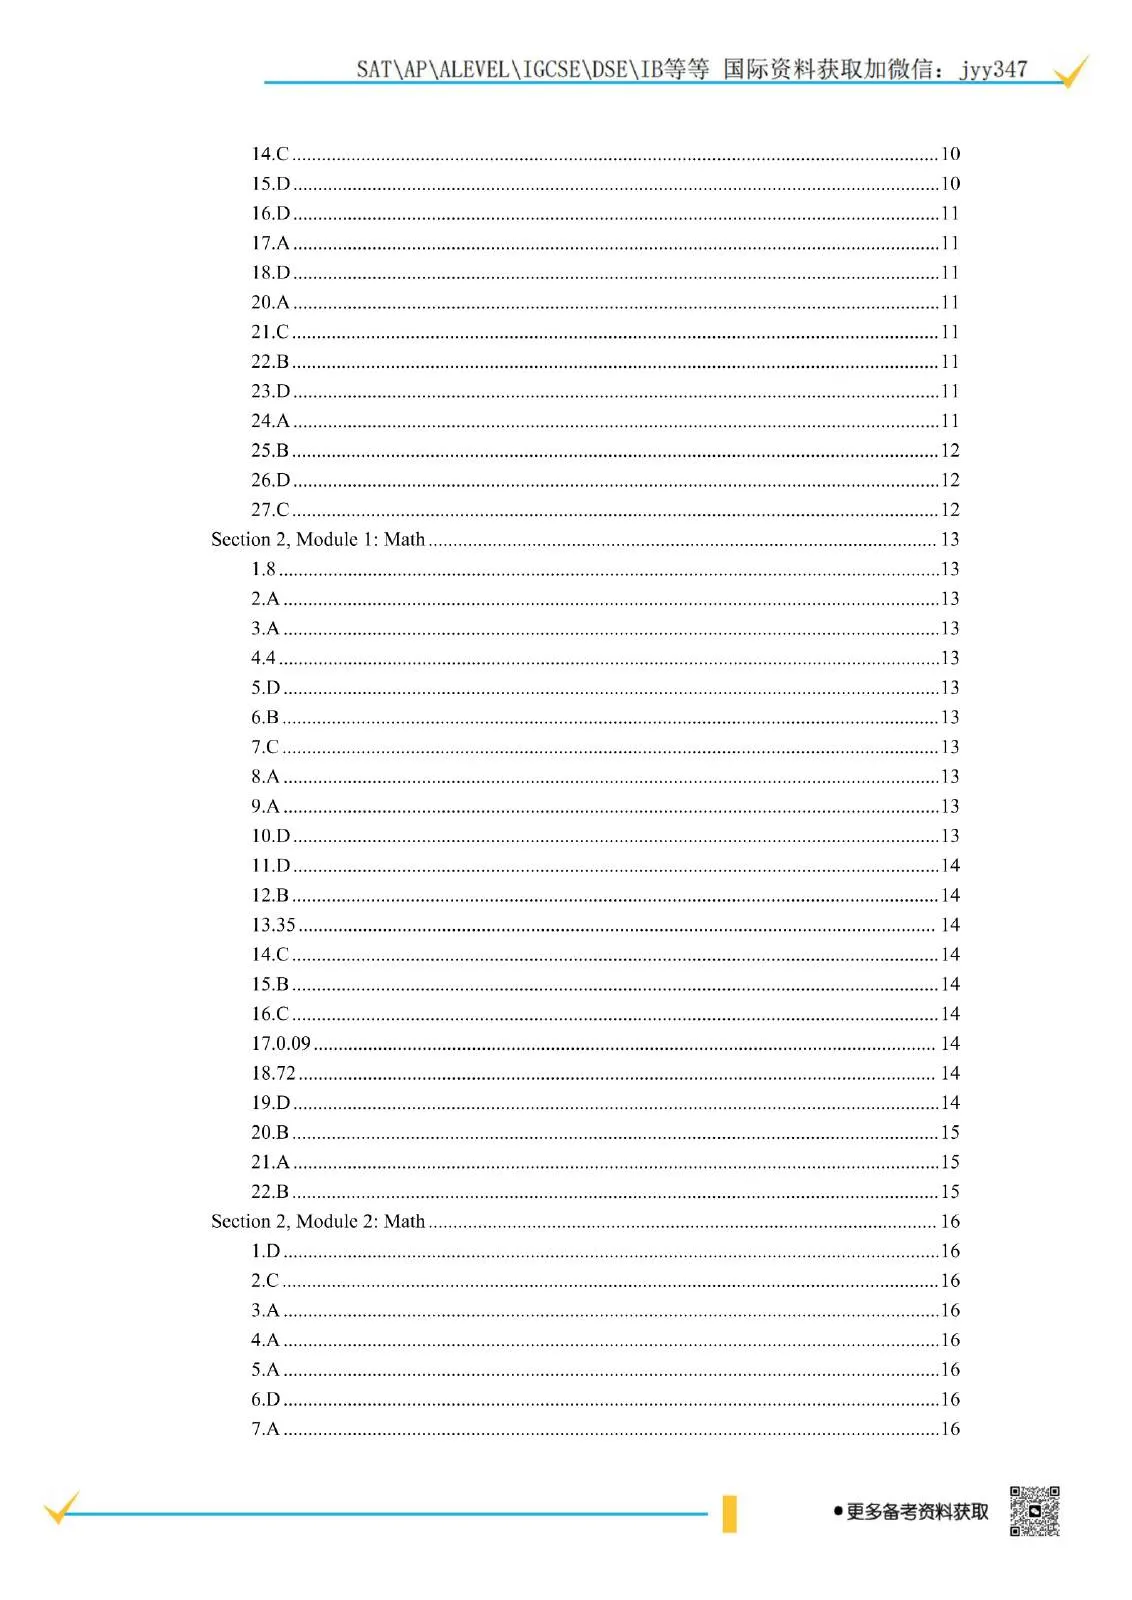 SAT\AP\ALEVEL\IGCSE\DSE\IB等等 国际资料获取加微信：jyy347
14.C........10
15.D........10
16.D........11
17.A........11
18.D........11
20.A........11
21.C........11
22.B........11
23.D........11
24.A........11
25.B........12
26.D........12
27.C........12
Section 2, Module 1: Math........13
1.8........13
2.A........13
3.A........13
4.4........13
5.D........13
6.B........13
7.C........13
8.A........13
9.A........13
10.D........13
11.D........14
12.B........14
13.35........14
14.C........14
15.B........14
16.C........14
17.0.09........14
18.72........14
19.D........14
20.B........15
21.A........15
22.B........15
Section 2, Module 2: Math........16
1.D........16
2.C........16
3.A........16
4.A........16
5.A........16
6.D........16
7.A........16
●更多备考资料获取